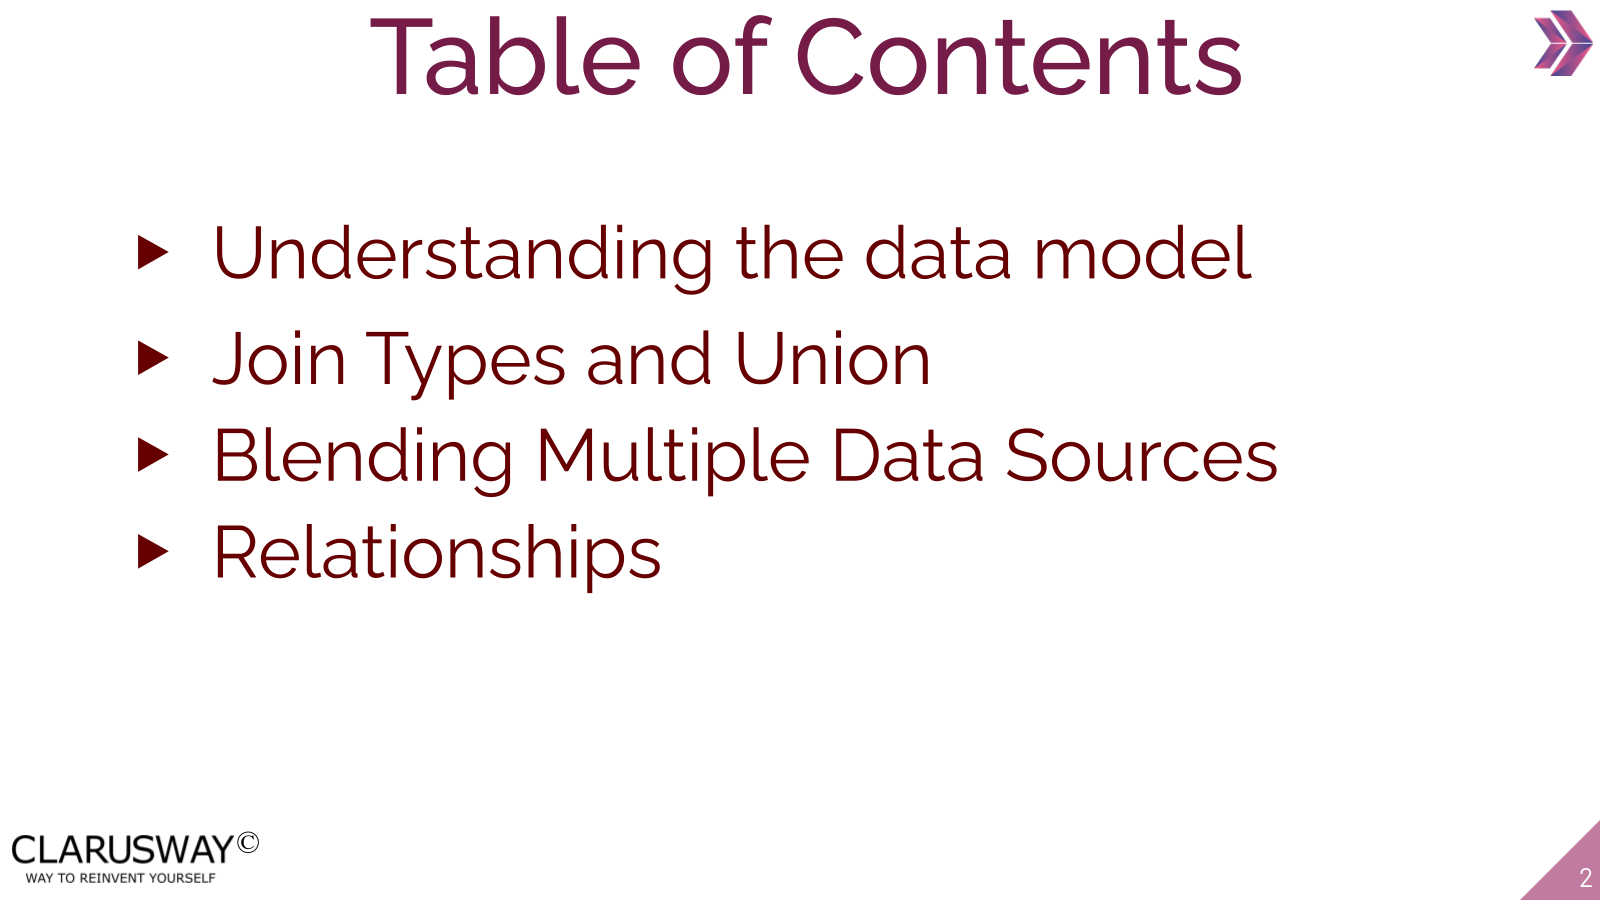 Table of Contents
Understanding the data model
Join Types and Union
Blending Multiple Data Sources
Relationships
CLARUSWAY©
WAY TO REINVENT YOURSELF
2